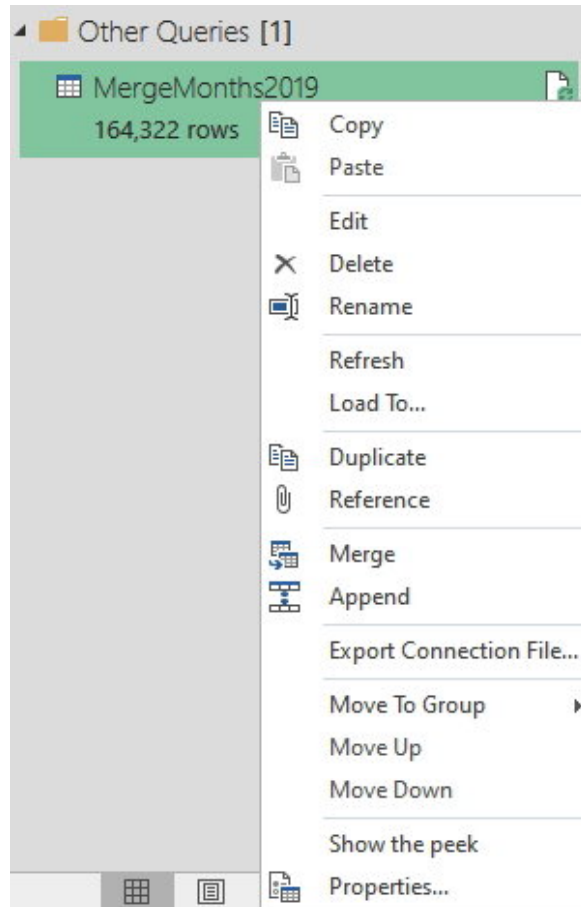 Other Queries [1]
MergeMonths2019
164,322 rows
Copy
Paste
Edit
Delete
Rename
Refresh
Load To...
Duplicate
Reference
Merge
Append
Export Connection File...
Move To Group
Move Up
Move Down
Show the peek
Properties...